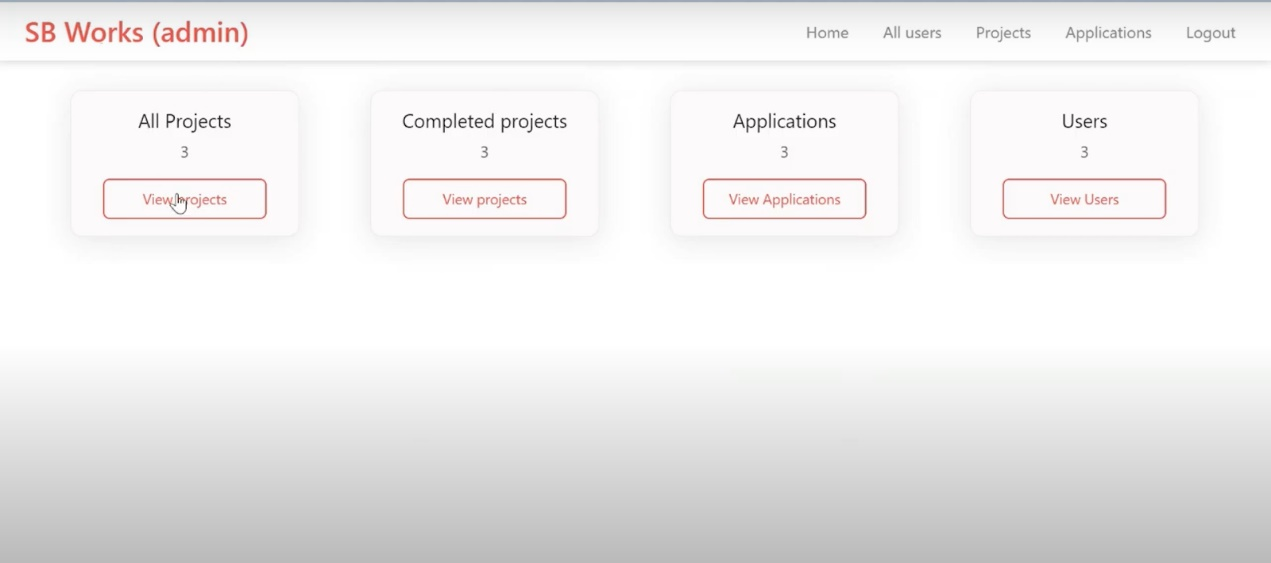 SB Works (admin)
Home All users Projects Applications Logout
All Projects
3
View projects
Completed projects
3
View projects
Applications
3
View Applications
Users
3
View Users